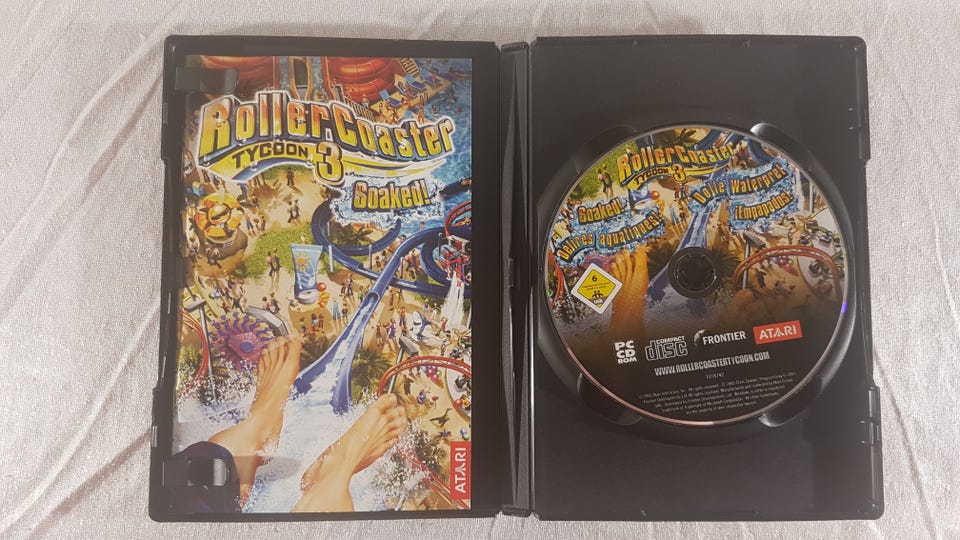 RollerCoaster
TYCOON 3
Soaked!
ATARI
RollerCoaster
TYCOON 3
Soaked!
Délires aquatiques!
Dolle Waterpret
¡Empapados!
6
PC
CD
ROM
COMPACT
disc
FRONTIER
ATARI
WWW.ROLLERCOASTERTYCOON.COM